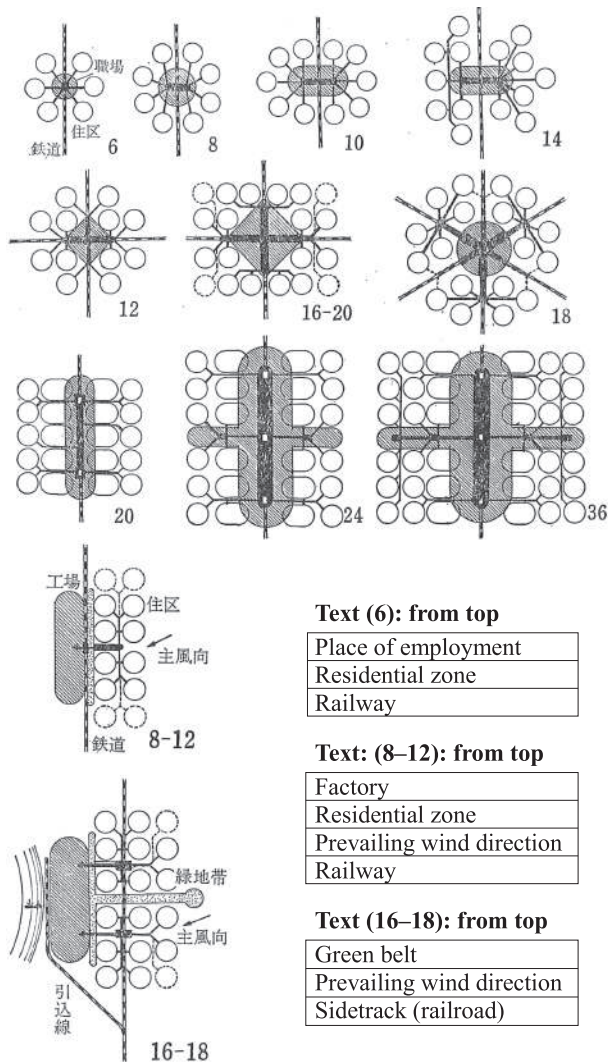 職場
住区
鉄道
6
8
10
14
12
16-20
18
20
24
36
工場
住区
主風向
鉄道
8-12
緑地帯
主風向
引込線
16-18
Text (6): from top
Place of employment
Residential zone
Railway
Text: (8–12): from top
Factory
Residential zone
Prevailing wind direction
Railway
Text (16–18): from top
Green belt
Prevailing wind direction
Sidetrack (railroad)